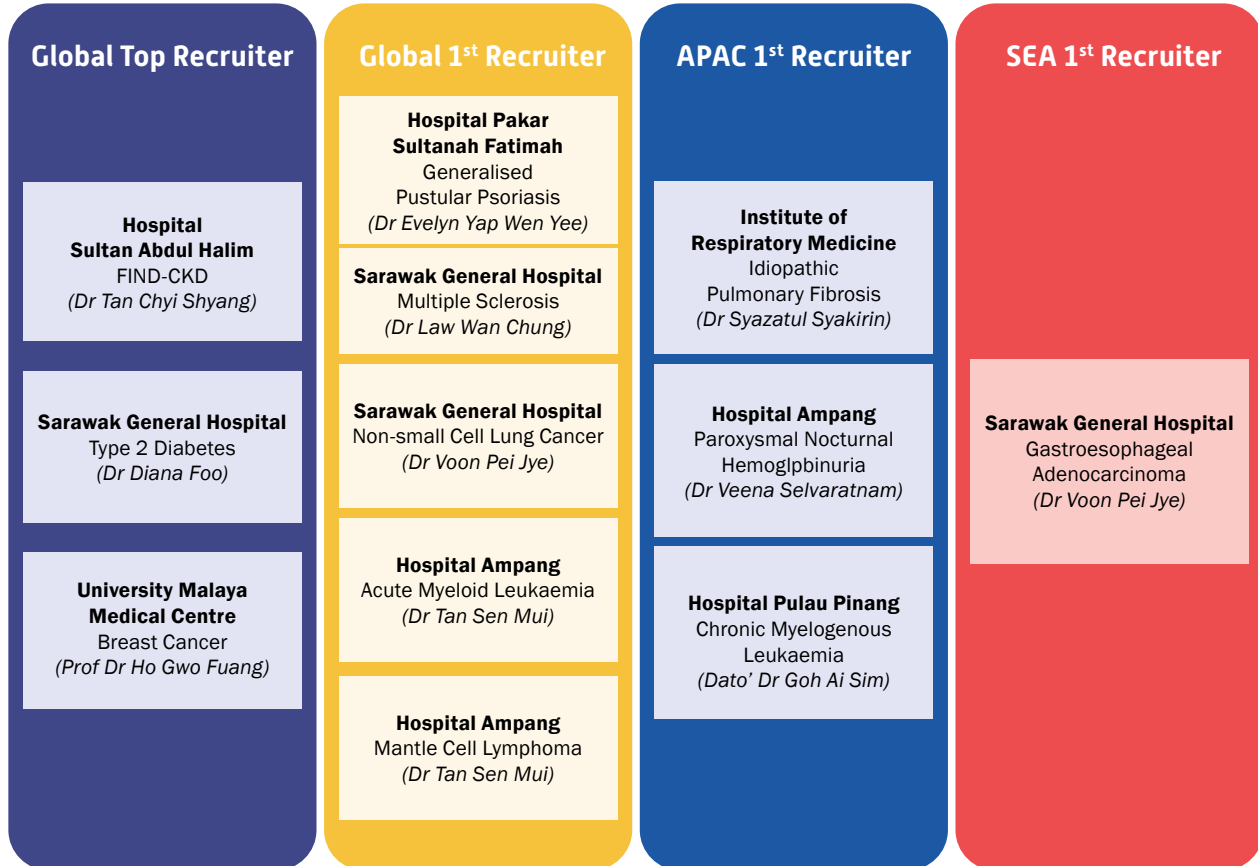 Global Top Recruiter
Hospital
Sultan Abdul Halim
FIND-CKD
(Dr Tan Chyi Shyang)
Sarawak General Hospital
Type 2 Diabetes
(Dr Diana Foo)
University Malaya
Medical Centre
Breast Cancer
(Prof Dr Ho Gwo Fuang)
Global 1st Recruiter
Hospital Pakar
Sultanah Fatimah
Generalised
Pustular Psoriasis
(Dr Evelyn Yap Wen Yee)
Sarawak General Hospital
Multiple Sclerosis
(Dr Law Wan Chung)
Sarawak General Hospital
Non-small Cell Lung Cancer
(Dr Voon Pei Jye)
Hospital Ampang
Acute Myeloid Leukaemia
(Dr Tan Sen Mui)
Hospital Ampang
Mantle Cell Lymphoma
(Dr Tan Sen Mui)
APAC 1st Recruiter
Institute of
Respiratory Medicine
Idiopathic
Pulmonary Fibrosis
(Dr Syazatul Syakirin)
Hospital Ampang
Paroxysmal Nocturnal
Hemoglpbinuria
(Dr Veena Selvaratnam)
Hospital Pulau Pinang
Chronic Myelogenous
Leukaemia
(Dato’ Dr Goh Ai Sim)
SEA 1st Recruiter
Sarawak General Hospital
Gastroesophageal
Adenocarcinoma
(Dr Voon Pei Jye)